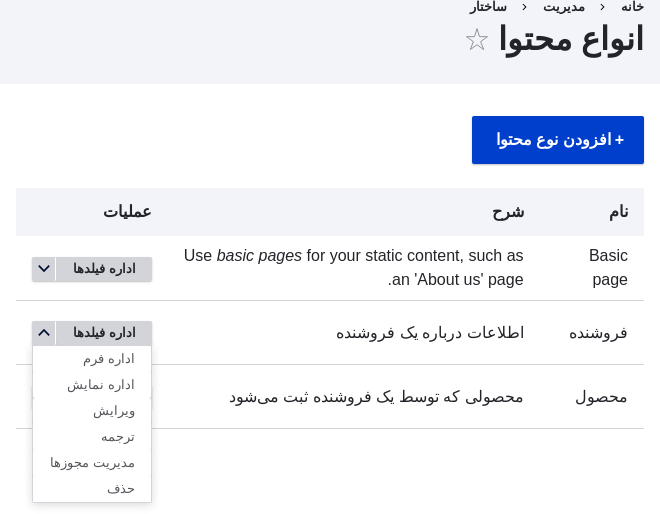 خانه › مدیریت › ساختار
انواع محتوا ☆
+ افزودن نوع محتوا
نام شرح عملیات
Basic page
Use basic pages for your static content, such as
an 'About us' page.
اداره فیلدها
فروشنده اطلاعات درباره یک فروشنده اداره فیلدها
اداره فرم
اداره نمایش
ویرایش
ترجمه
مدیریت مجوزها
حذف
محصول محصولی که توسط یک فروشنده ثبت می‌شود